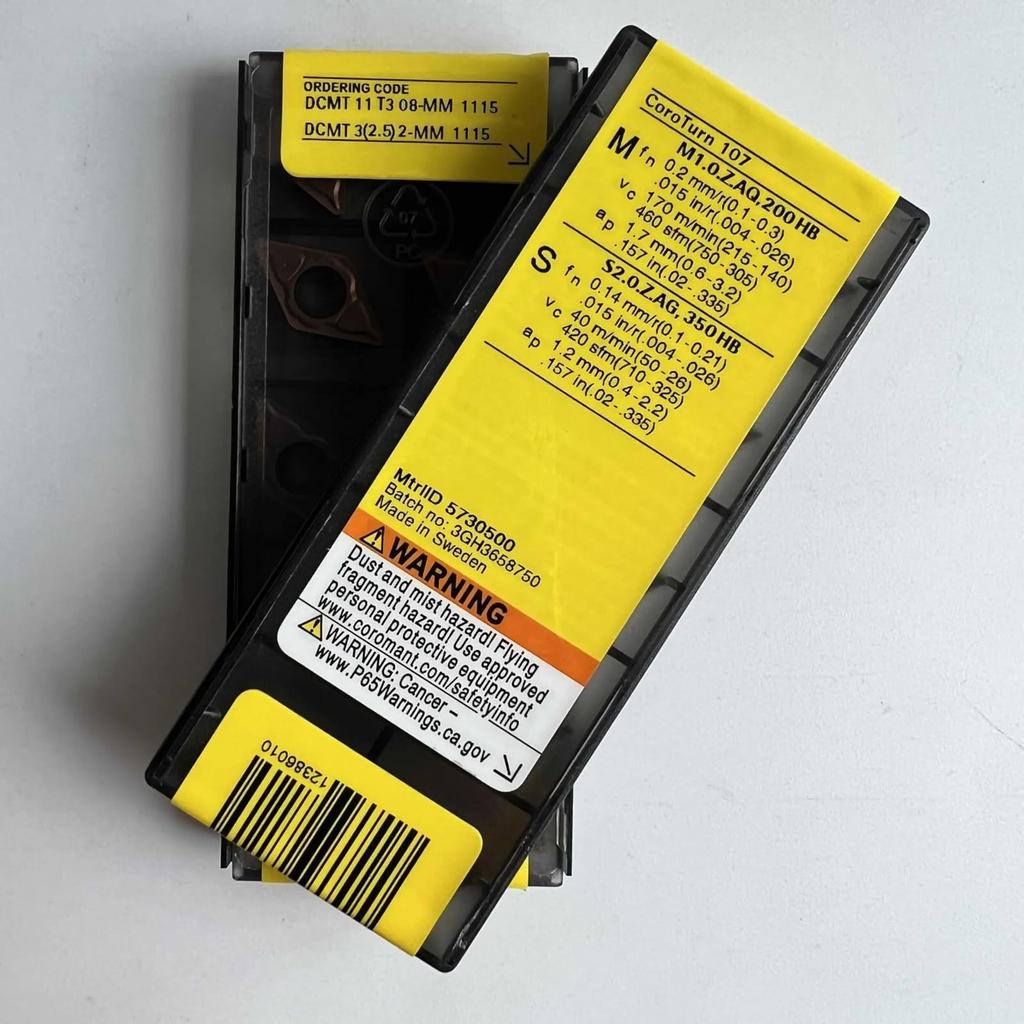 ORDERING CODE
DCMT 11 T3 08-MM 1115
DCMT 3(2.5) 2-MM 1115
07
PC
CoroTurn 107
M1.0.Z.AQ, 200 HB
M fn 0.2 mm/r(0.1-0.3)
.015 in/r(.004-.026)
vc 170 m/min(215-140)
460 sfm(750-305)
ap 1.7 mm(0.6-3.2)
.157 in(.02-.335)
S2.0.Z.AG, 350 HB
S fn 0.14 mm/r(0.1-0.21)
.015 in/r(.004-.026)
vc 40 m/min(50-26)
420 sfm(710-325)
ap 1.2 mm(0.4-2.2)
.157 in(.02-.335)
MtrlID 5730500
Batch no: 3GH3658750
Made in Sweden
WARNING
Dust and mist hazard! Flying
fragment hazard! Use approved
personal protective equipment
www.coromant.com/safetyinfo
WARNING: Cancer –
www.P65Warnings.ca.gov
12386010